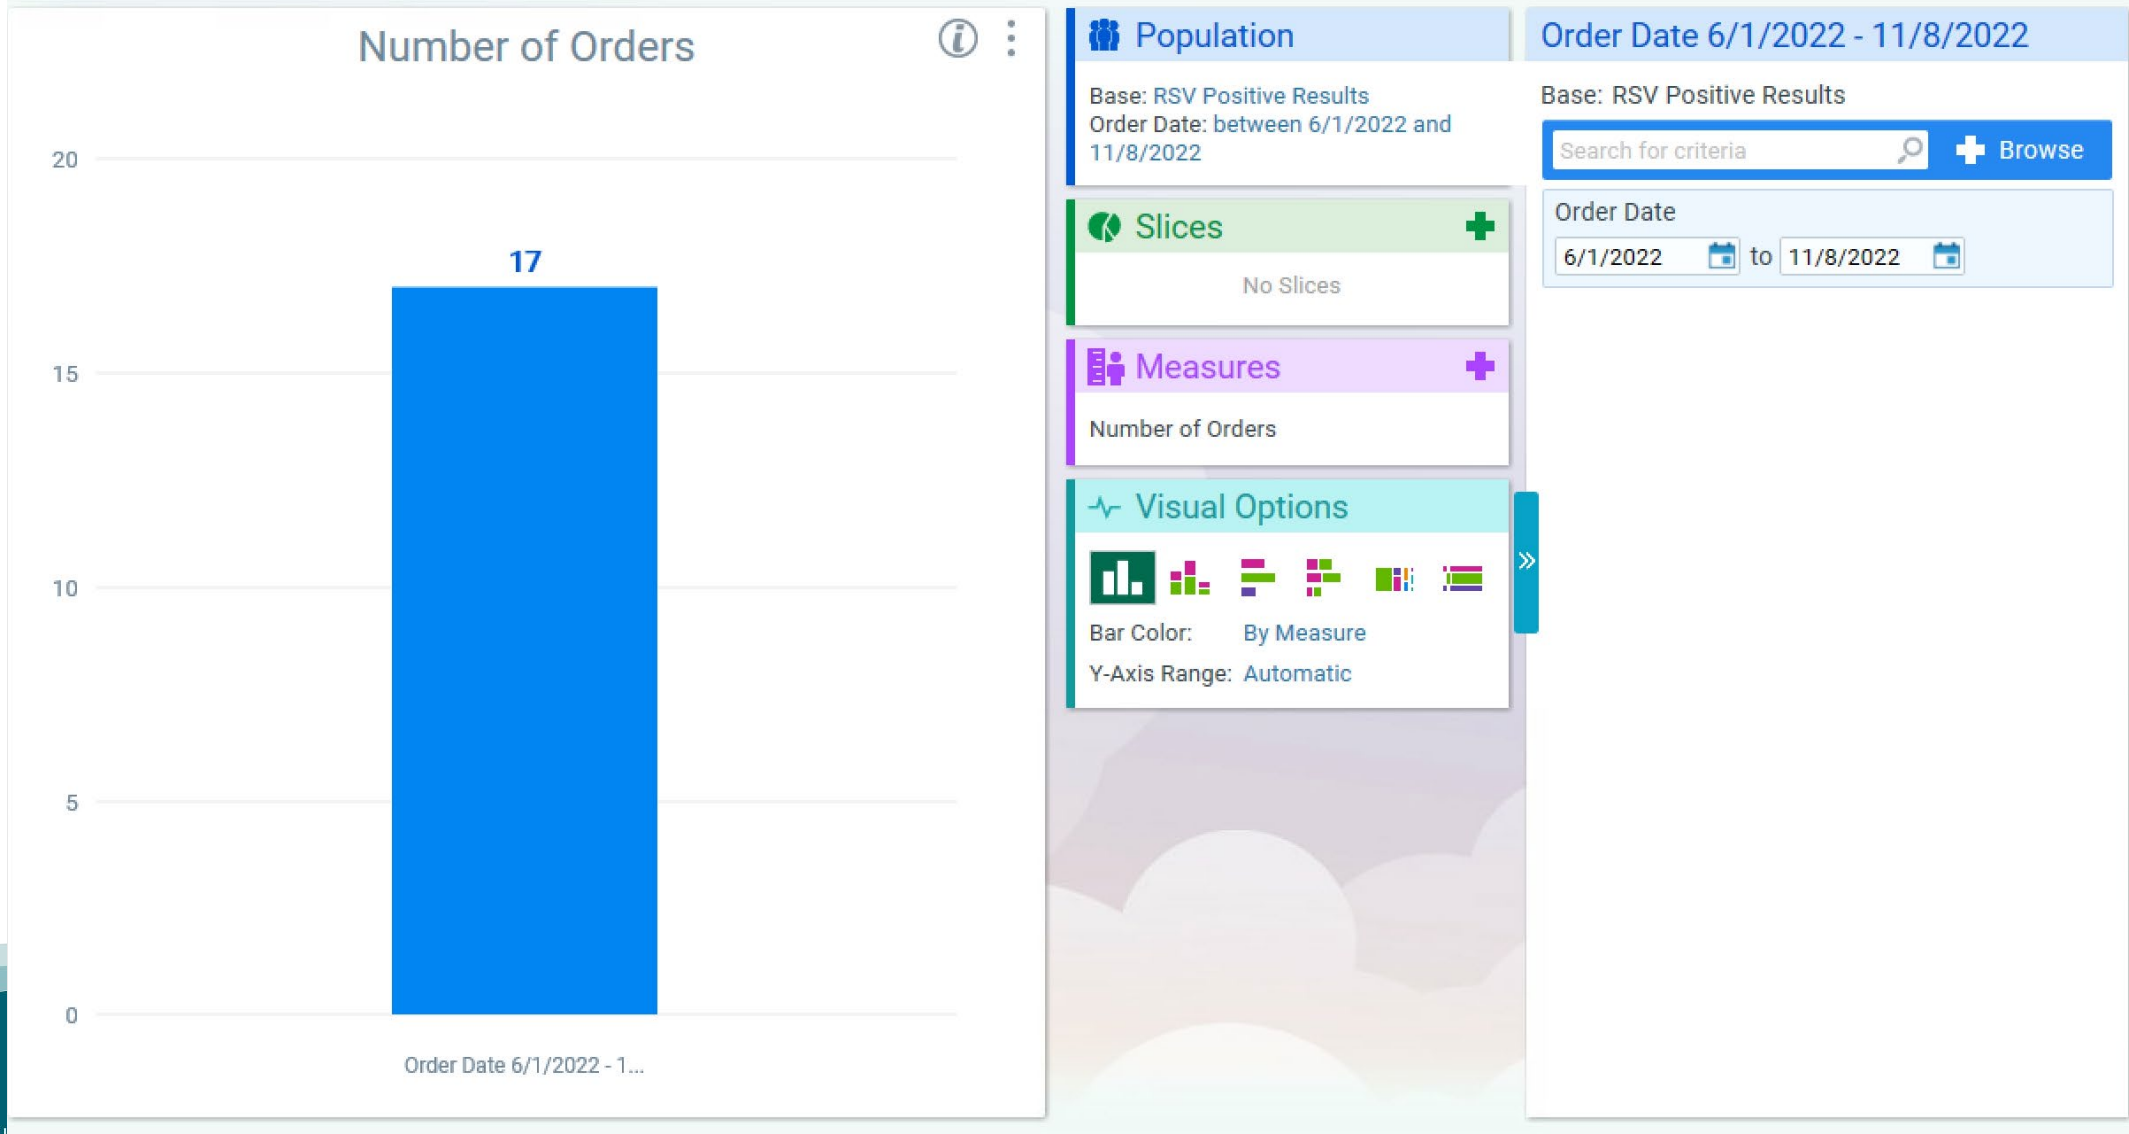 Number of Orders
20
17
15
10
5
0
Order Date 6/1/2022 - 1...
Population
Base: RSV Positive Results
Order Date: between 6/1/2022 and
11/8/2022
Slices
No Slices
Measures
Number of Orders
Visual Options
Bar Color: By Measure
Y-Axis Range: Automatic
Order Date 6/1/2022 - 11/8/2022
Base: RSV Positive Results
Search for criteria
Browse
Order Date
6/1/2022 to 11/8/2022